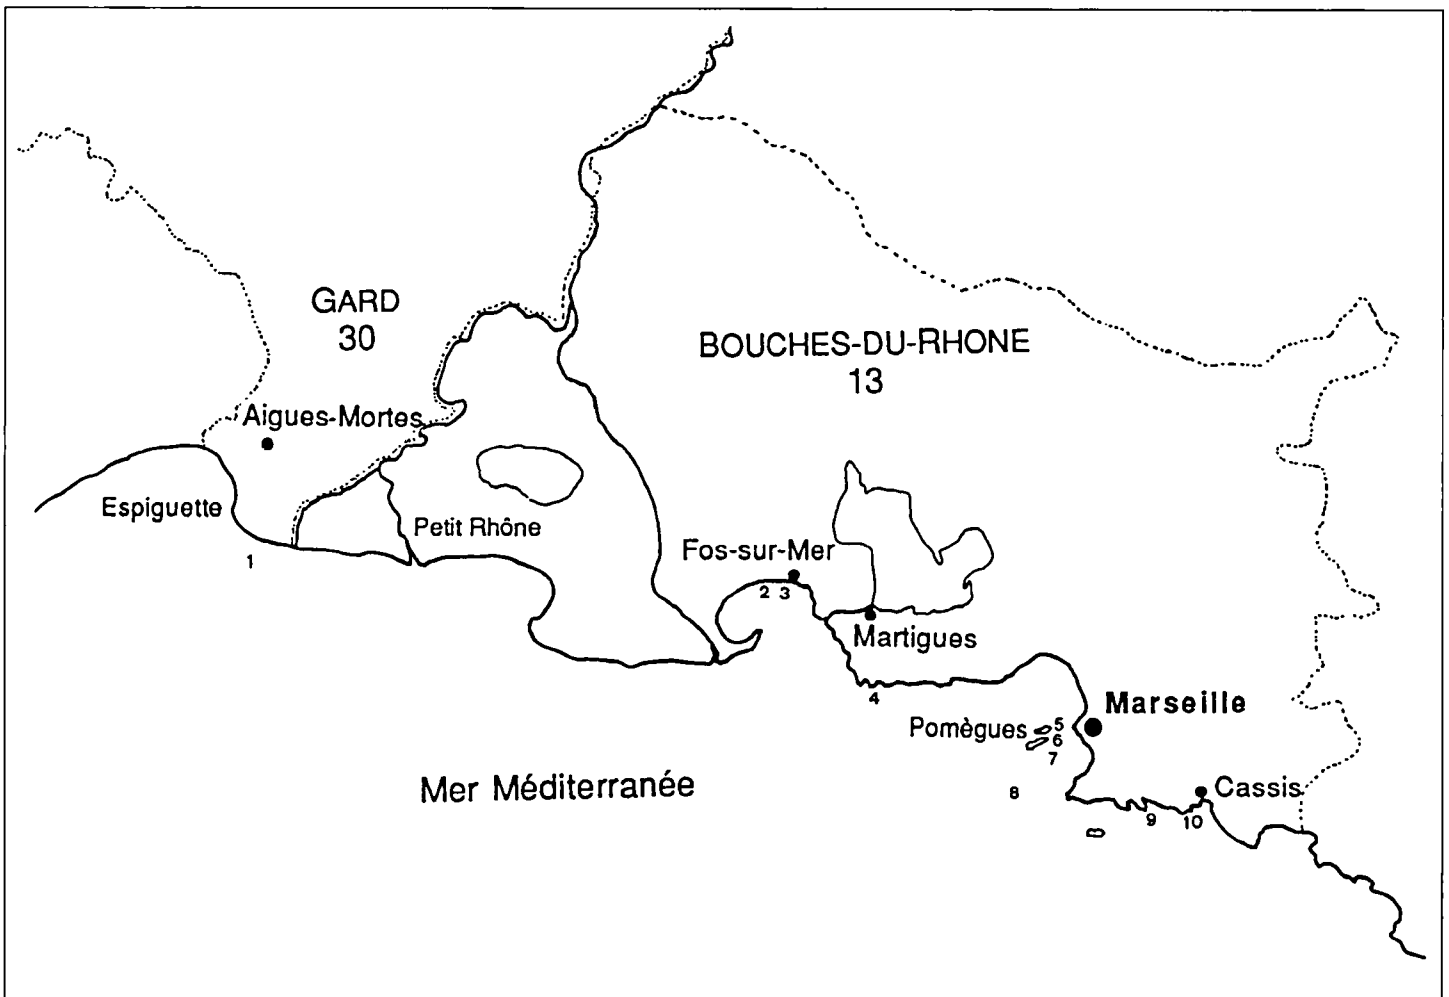 GARD
30
BOUCHES-DU-RHONE
13
Aigues-Mortes
Espiguette
Petit Rhône
1
Fos-sur-Mer
2 3
Martigues
4
Marseille
Pomègues
5
6
7
Mer Méditerranée
8
Cassis
9
10